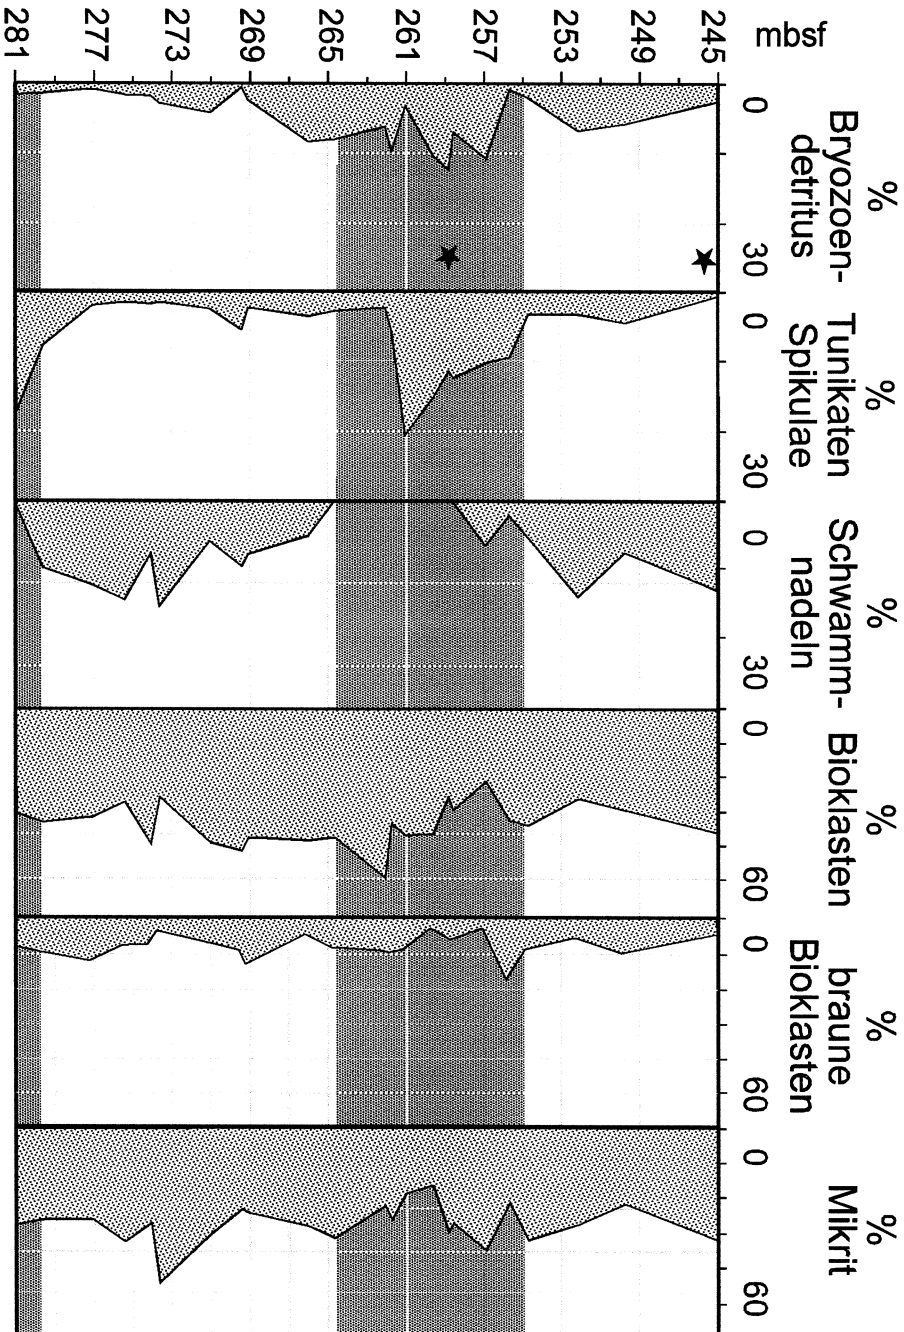 mbsf
245
249
253
257
261
265
269
273
277
281
%
Bryozoen-
detritus
0
30
%
Tunikaten
Spikulae
0
30
%
Schwamm-
nadeln
0
30
%
Bioklasten
0
60
%
braune
Bioklasten
0
60
%
Mikrit
0
60